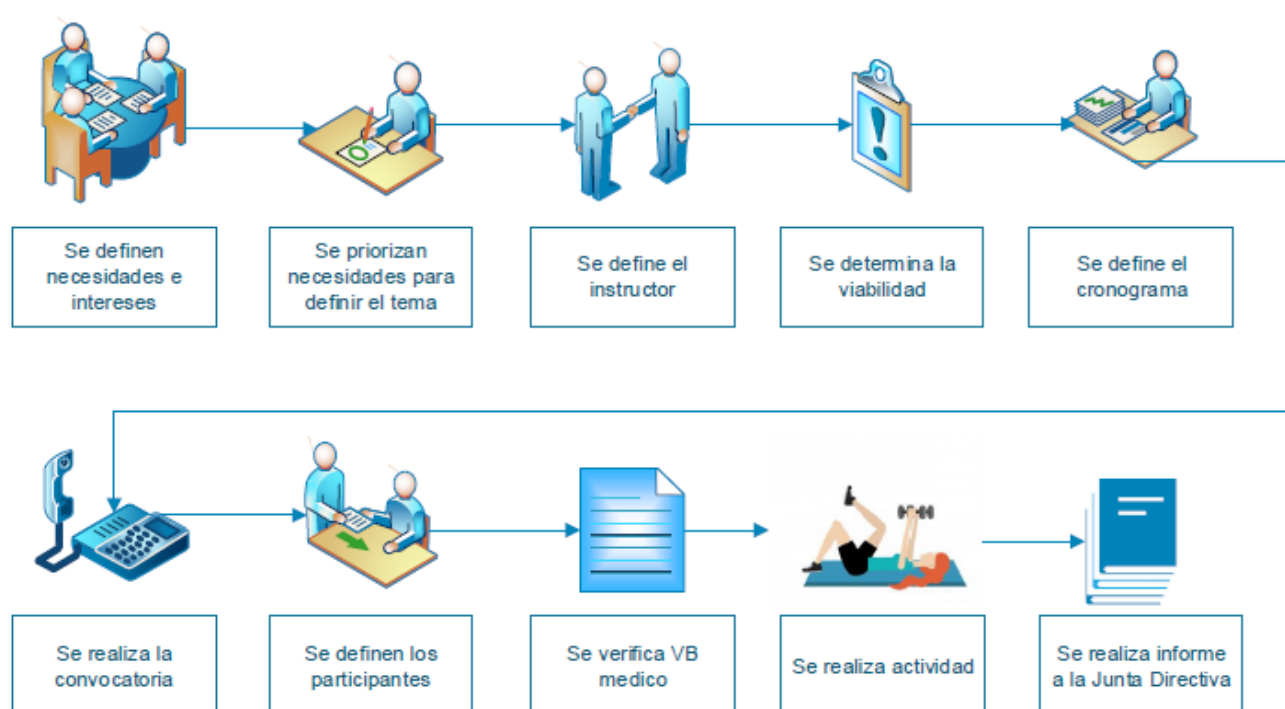 Se definen
necesidades e
intereses
Se priorizan
necesidades para
definir el tema
Se define el
instructor
Se determina la
viabilidad
Se define el
cronograma
Se realiza la
convocatoria
Se definen los
participantes
Se verifica VB
medico
Se realiza actividad
Se realiza informe
a la Junta Directiva